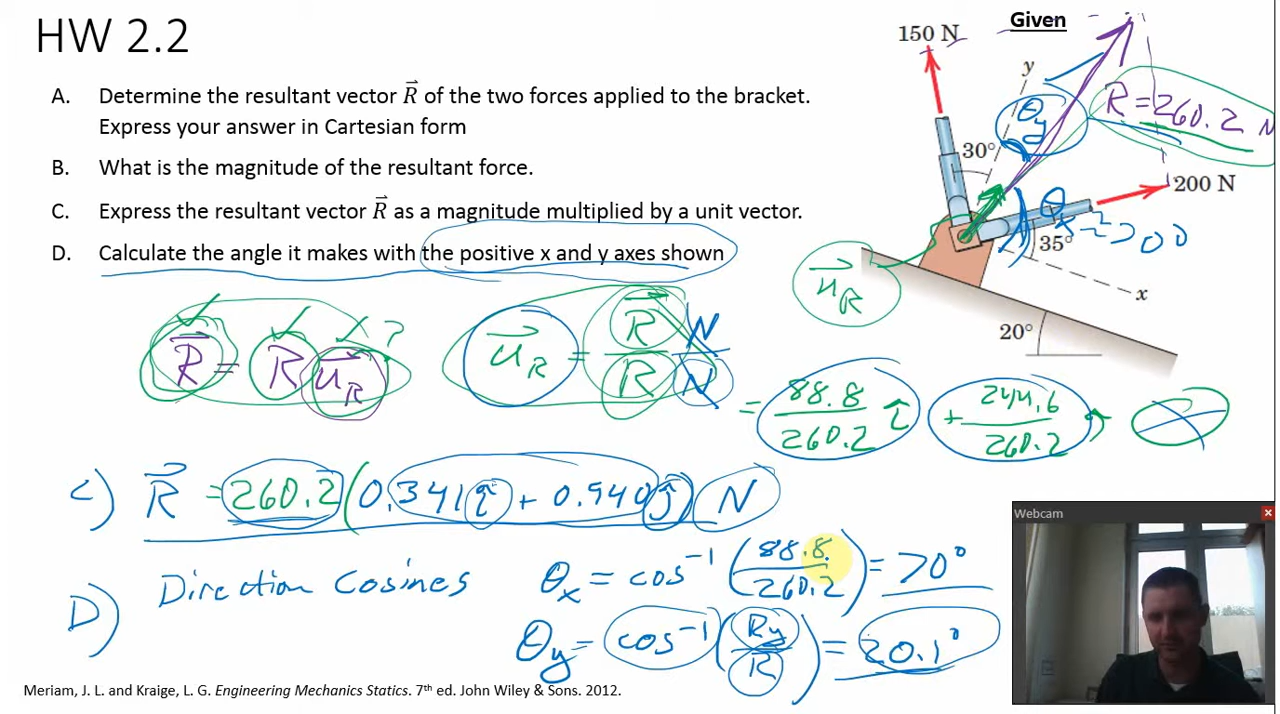 HW 2.2
A. Determine the resultant vector R⃗ of the two forces applied to the bracket.
Express your answer in Cartesian form
B. What is the magnitude of the resultant force.
C. Express the resultant vector R⃗ as a magnitude multiplied by a unit vector.
D. Calculate the angle it makes with the positive x and y axes shown
Given
150 N
y
θy
R = 260.2 N
30°
200 N
θx ~ 70°
35°
x
u⃗R
20°
R⃗ = R u⃗R ?
u⃗R = R⃗/R N/N
= 88.8/260.2 î + 244.6/260.2 ĵ
C) R⃗ = 260.2 (0.341 î + 0.940 ĵ) N
D) Direction Cosines θx = cos⁻¹ (88.8/260.2) = 70°
θy = cos⁻¹ (Ry/R) = 20.1°
Meriam, J. L. and Kraige, L. G. Engineering Mechanics Statics. 7th ed. John Wiley & Sons. 2012.
Webcam